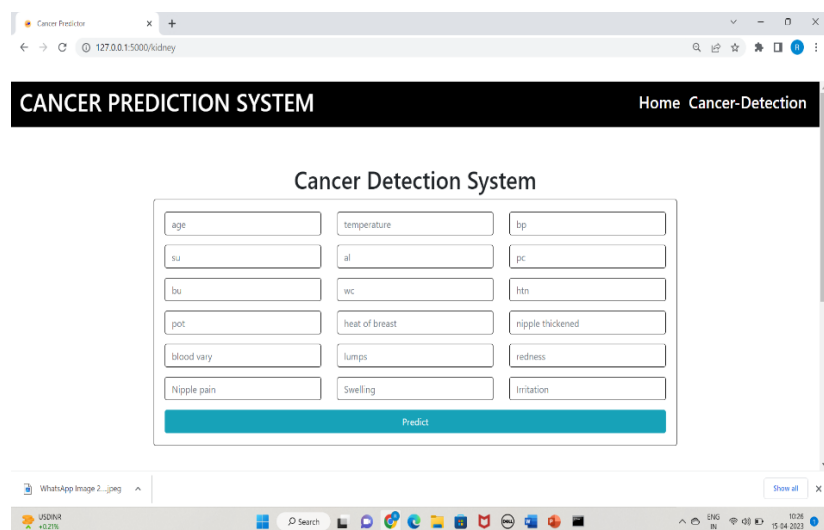 Cancer Predictor
127.0.0.1:5000/kidney
R
CANCER PREDICTION SYSTEM Home Cancer-Detection
Cancer Detection System
age temperature bp
su al pc
bu wc htn
pot heat of breast nipple thickened
blood vary lumps redness
Nipple pain Swelling Irritation
Predict
WhatsApp Image 2....jpeg Show all
USDINR
+0.21%
Search
DELL
ENG
IN
10:26
15-04-2023